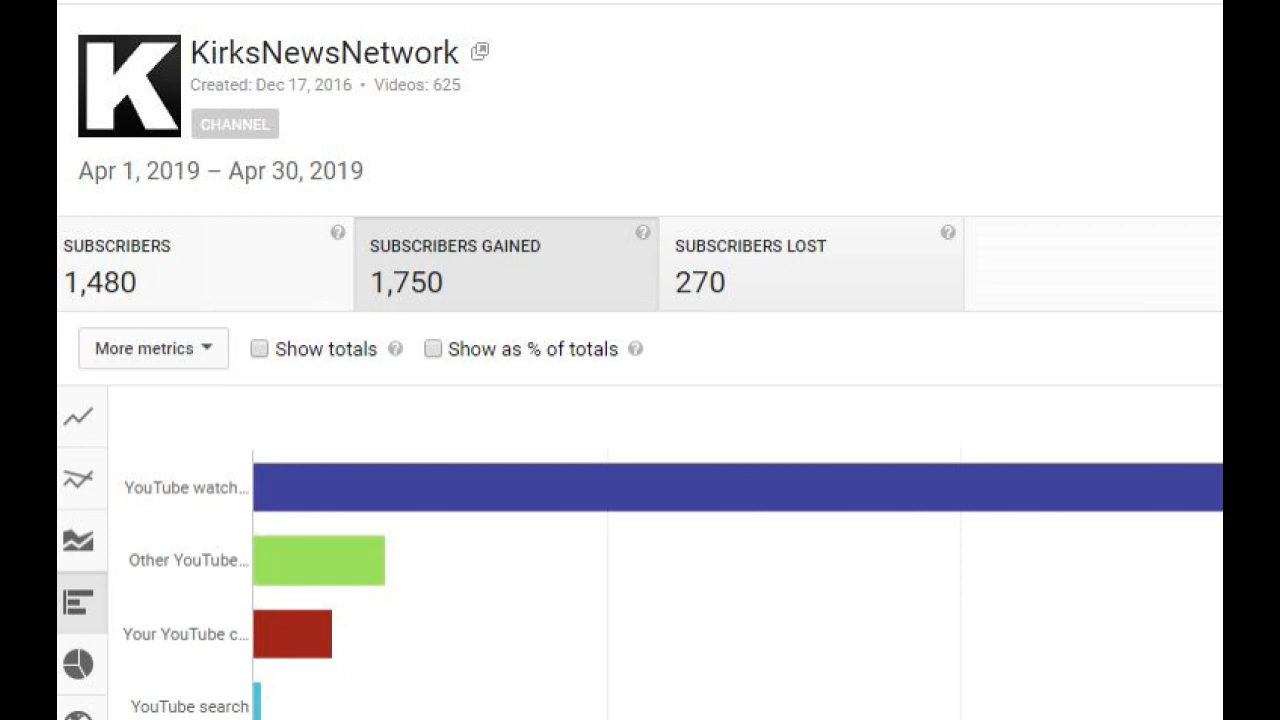 K
KirksNewsNetwork
Created: Dec 17, 2016 • Videos: 625
CHANNEL
Apr 1, 2019 – Apr 30, 2019
SUBSCRIBERS ?
1,480
SUBSCRIBERS GAINED ?
1,750
SUBSCRIBERS LOST ?
270
More metrics
Show totals ?
Show as % of totals ?
YouTube watch...
Other YouTube...
Your YouTube c...
YouTube search